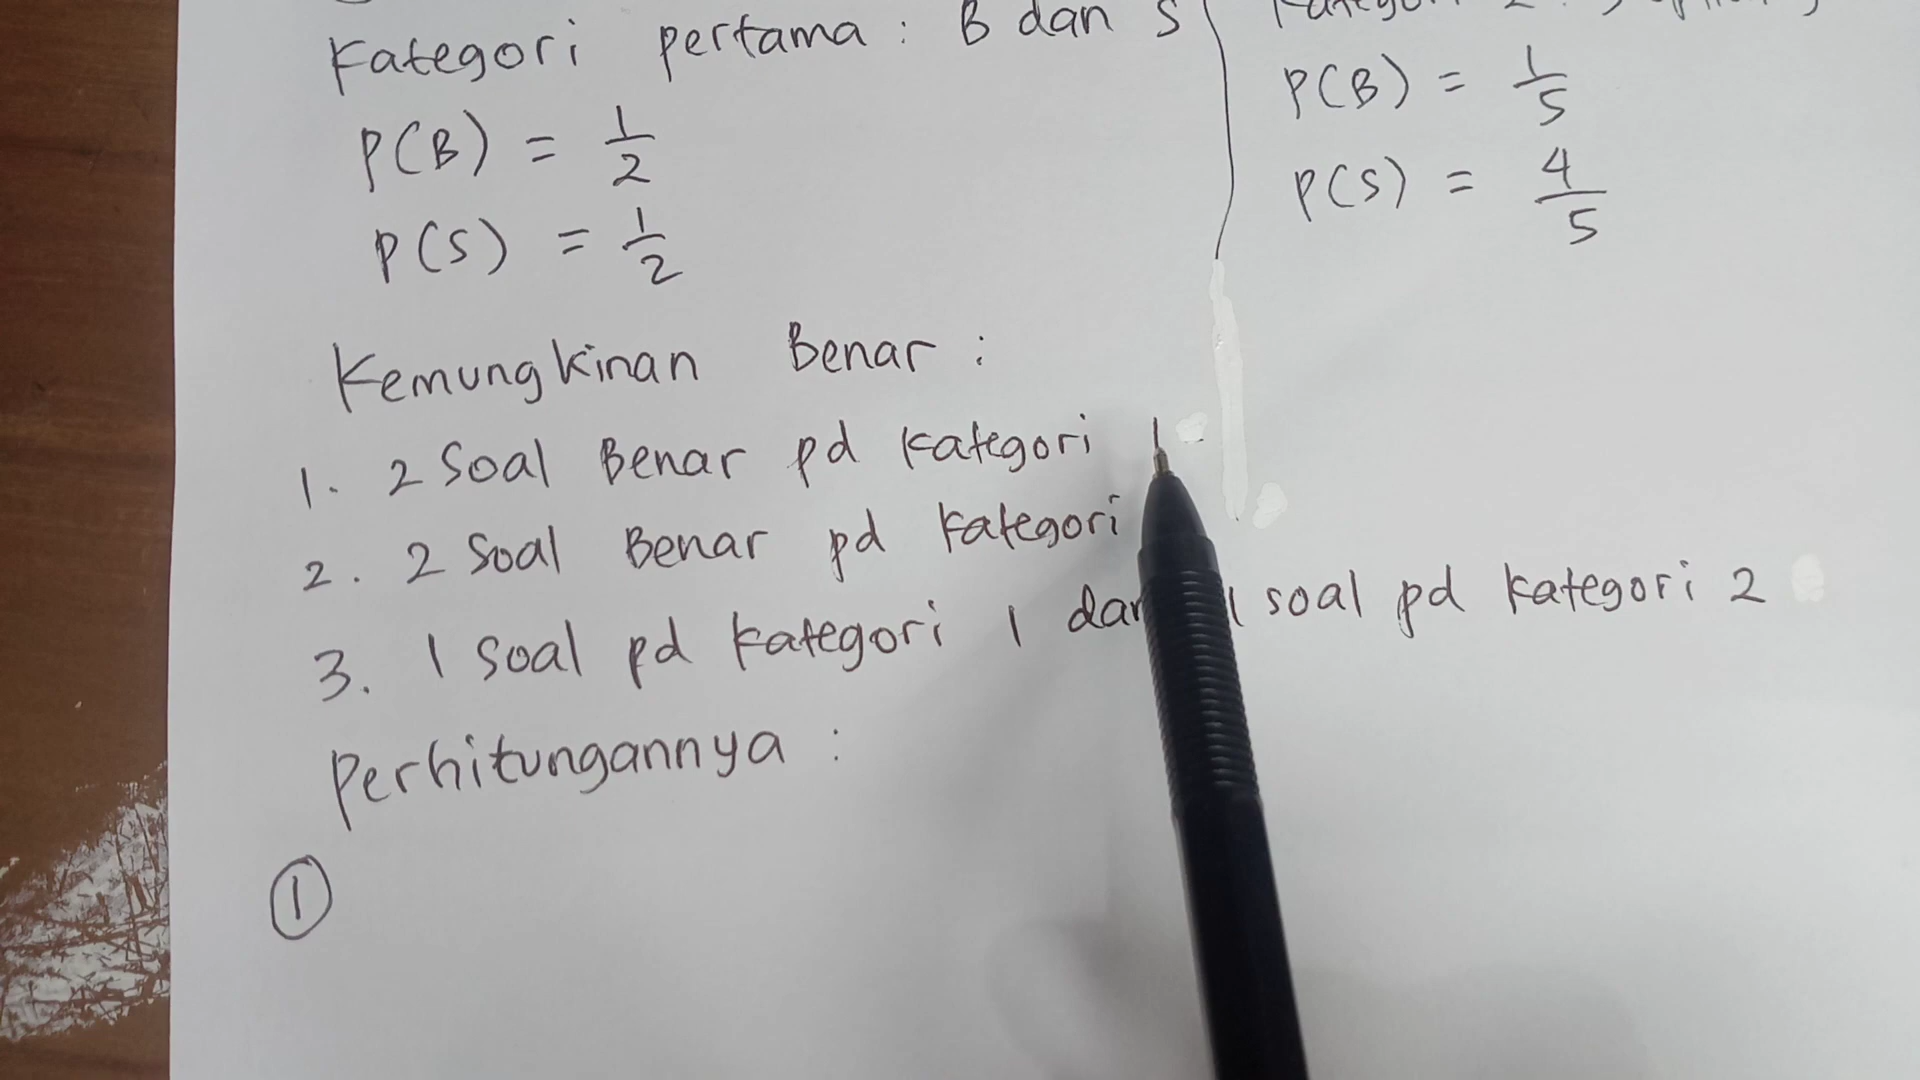 Kategori pertama : B dan S
P(B) = 1/2
P(S) = 1/2
P(B) = 1/5
P(S) = 4/5
Kemungkinan Benar :
1. 2 Soal Benar pd Kategori 1
2. 2 Soal Benar pd Kategori
3. 1 Soal pd Kategori 1 dan 1 soal pd Kategori 2
Perhitungannya :
1